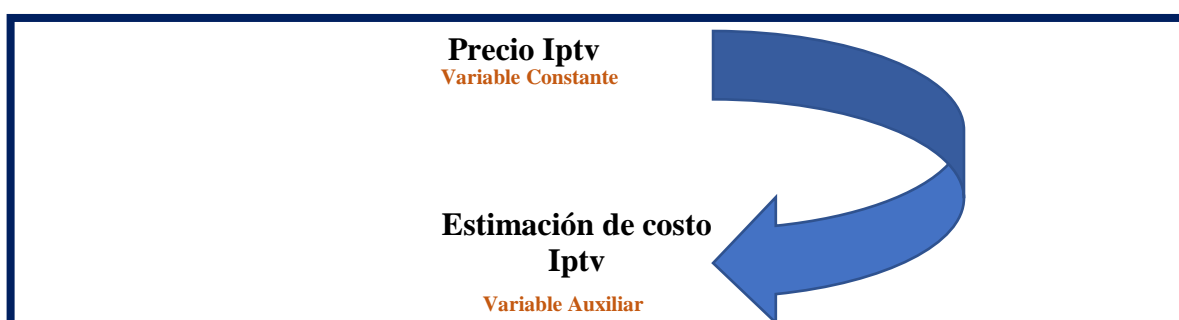 Precio Iptv
Variable Constante
Estimación de costo
Iptv
Variable Auxiliar